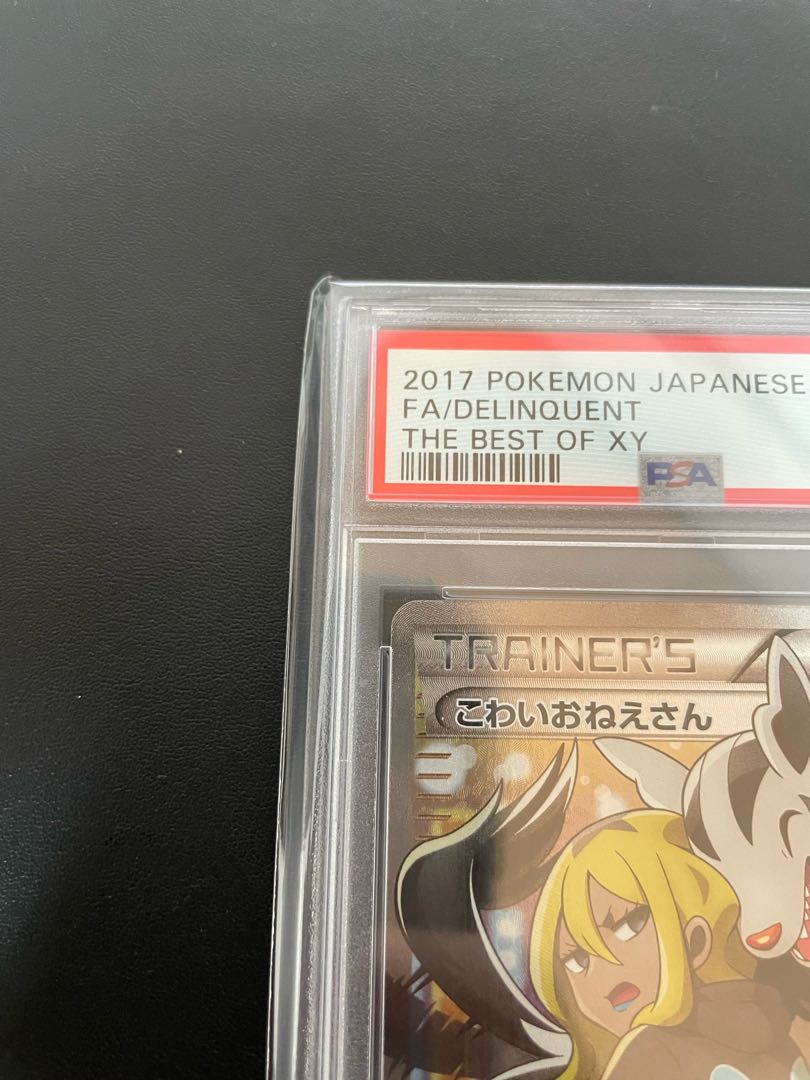 2017 POKEMON JAPANESE
FA/DELINQUENT
THE BEST OF XY
PSA
TRAINER'S
こわいおねえさん